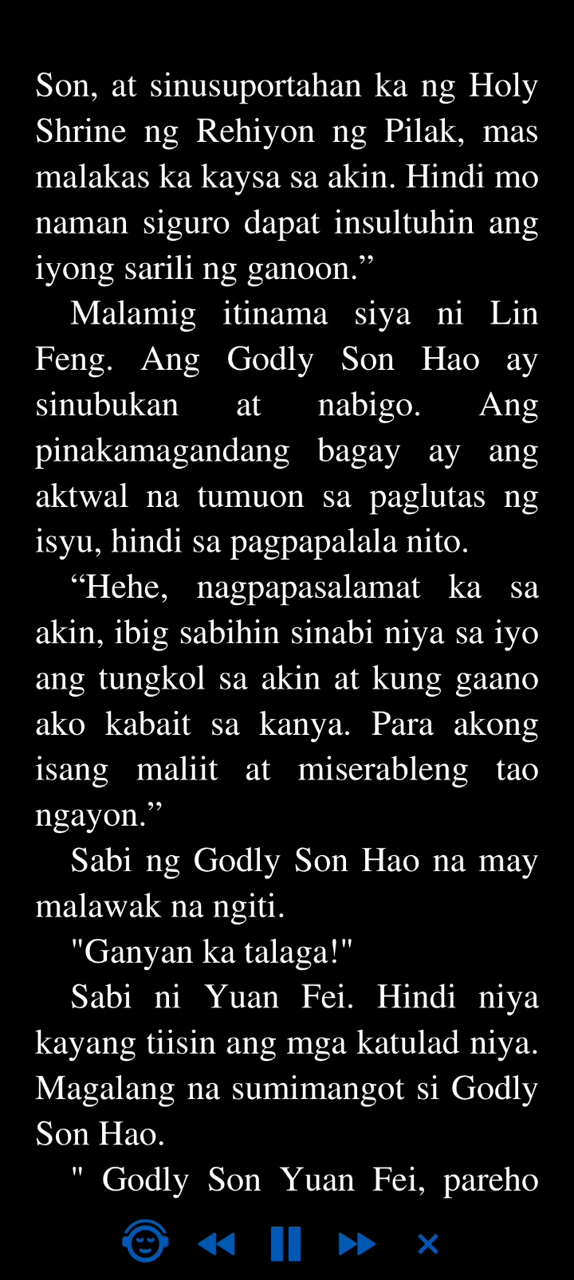 Son, at sinusuportahan ka ng Holy
Shrine ng Rehiyon ng Pilak, mas
malakas ka kaysa sa akin. Hindi mo
naman siguro dapat insultuhin ang
iyong sarili ng ganoon.”
Malamig itinama siya ni Lin
Feng. Ang Godly Son Hao ay
sinubukan at nabigo. Ang
pinakamagandang bagay ay ang
aktwal na tumuon sa paglutas ng
isyu, hindi sa pagpapalala nito.
“Hehe, nagpapasalamat ka sa
akin, ibig sabihin sinabi niya sa iyo
ang tungkol sa akin at kung gaano
ako kabait sa kanya. Para akong
isang maliit at miserableng tao
ngayon.”
Sabi ng Godly Son Hao na may
malawak na ngiti.
"Ganyan ka talaga!"
Sabi ni Yuan Fei. Hindi niya
kayang tiisin ang mga katulad niya.
Magalang na sumimangot si Godly
Son Hao.
" Godly Son Yuan Fei, pareho